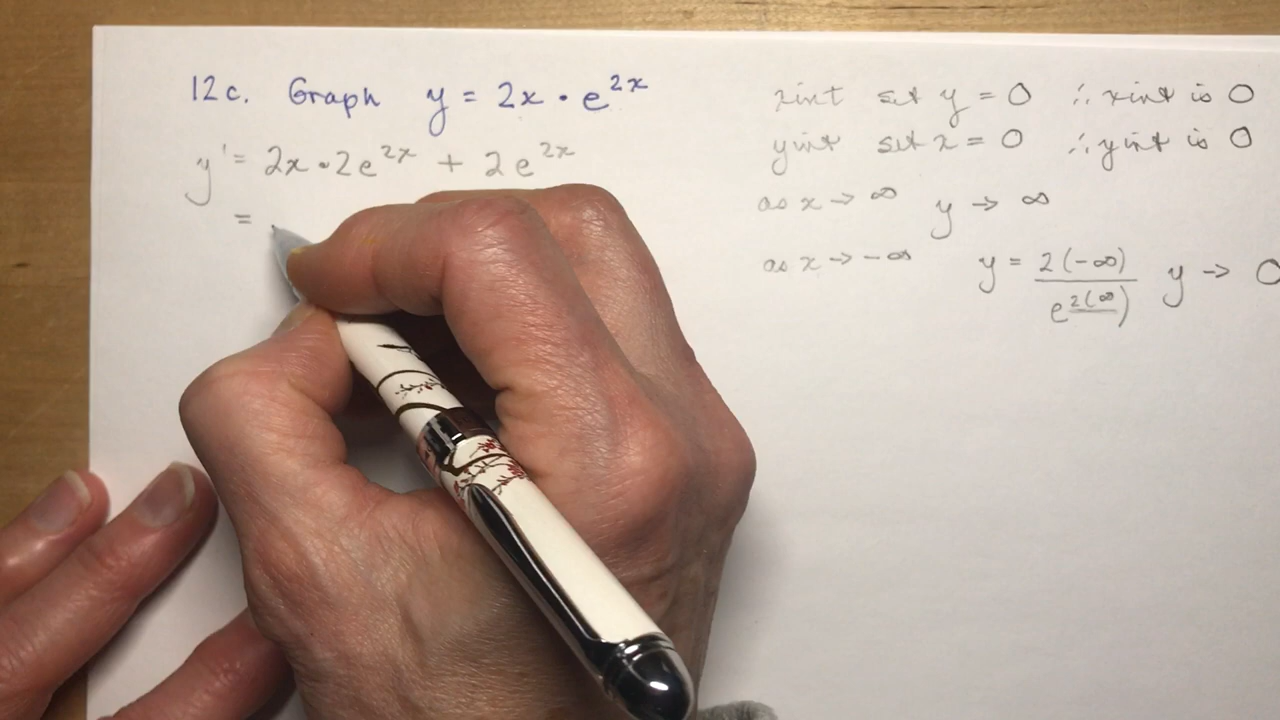 12c. Graph y = 2x · e^{2x}
y' = 2x · 2e^{2x} + 2e^{2x}
=
xint set y = 0 ∴ xint is 0
yint set x = 0 ∴ yint is 0
as x → ∞ y → ∞
as x → -∞ y = 2(-∞) / e^{2(∞)} y → 0